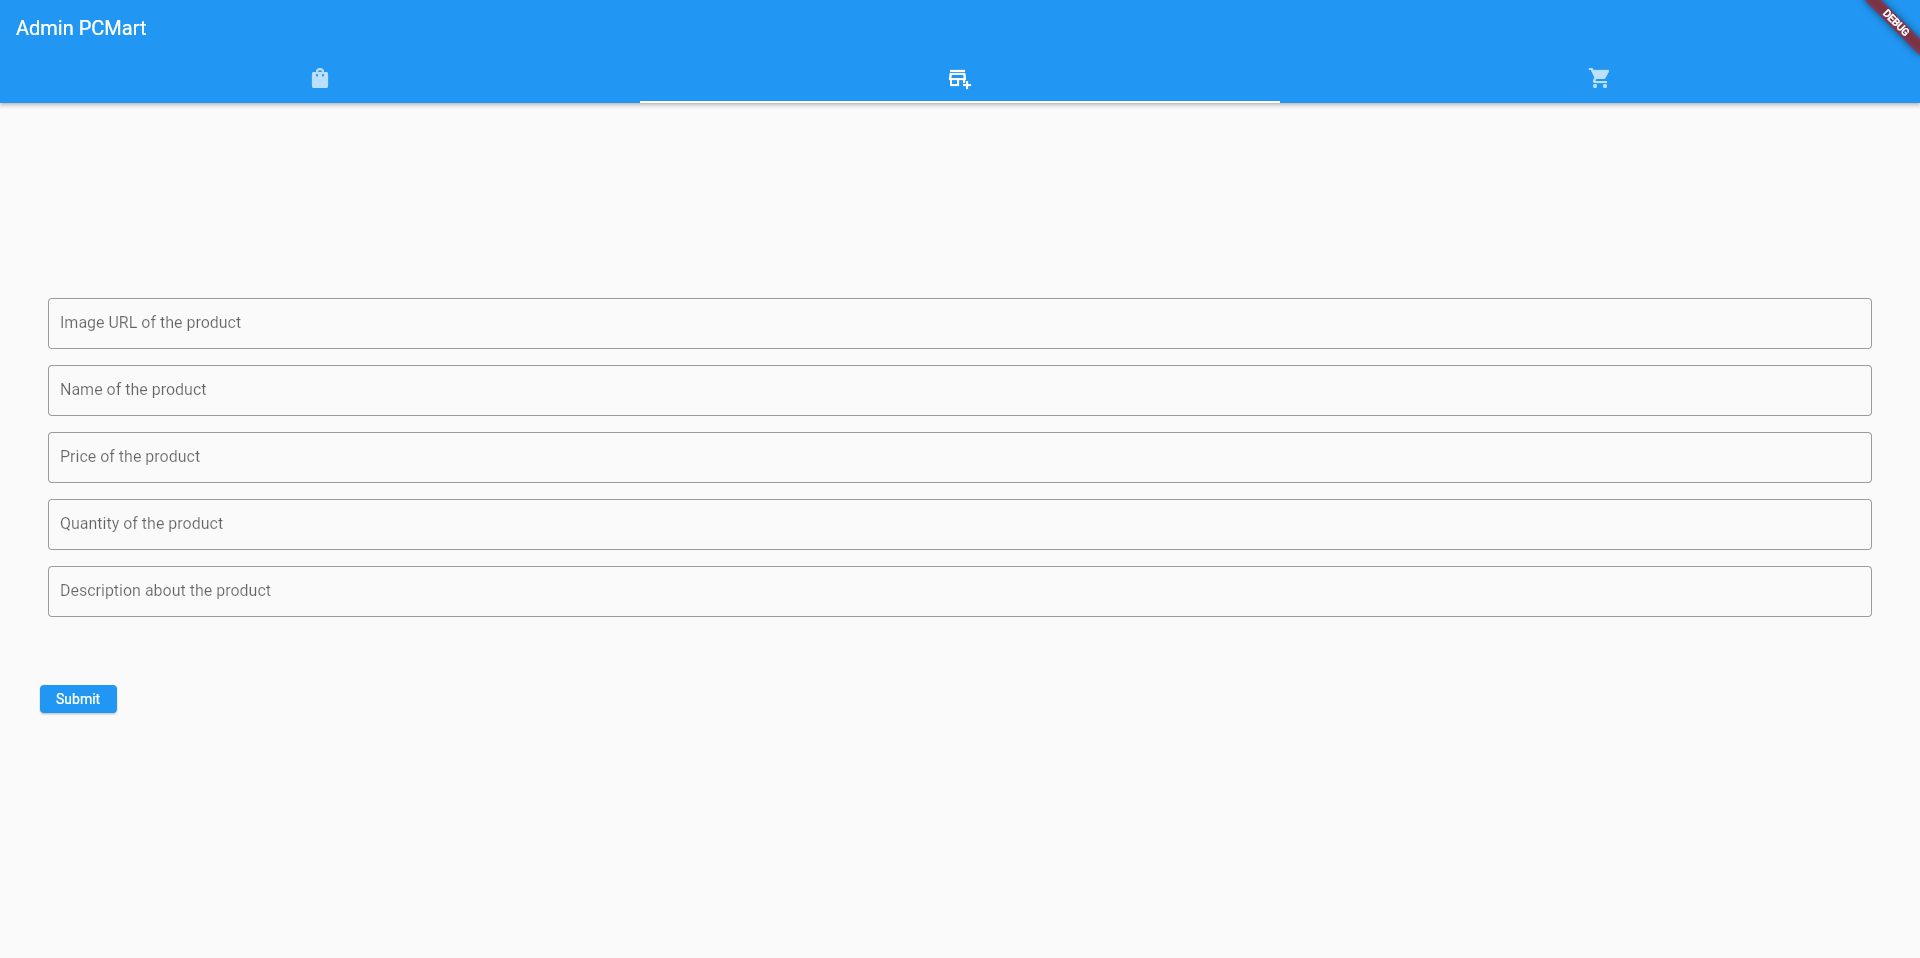 Admin PCMart
DEBUG
Image URL of the product
Name of the product
Price of the product
Quantity of the product
Description about the product
Submit